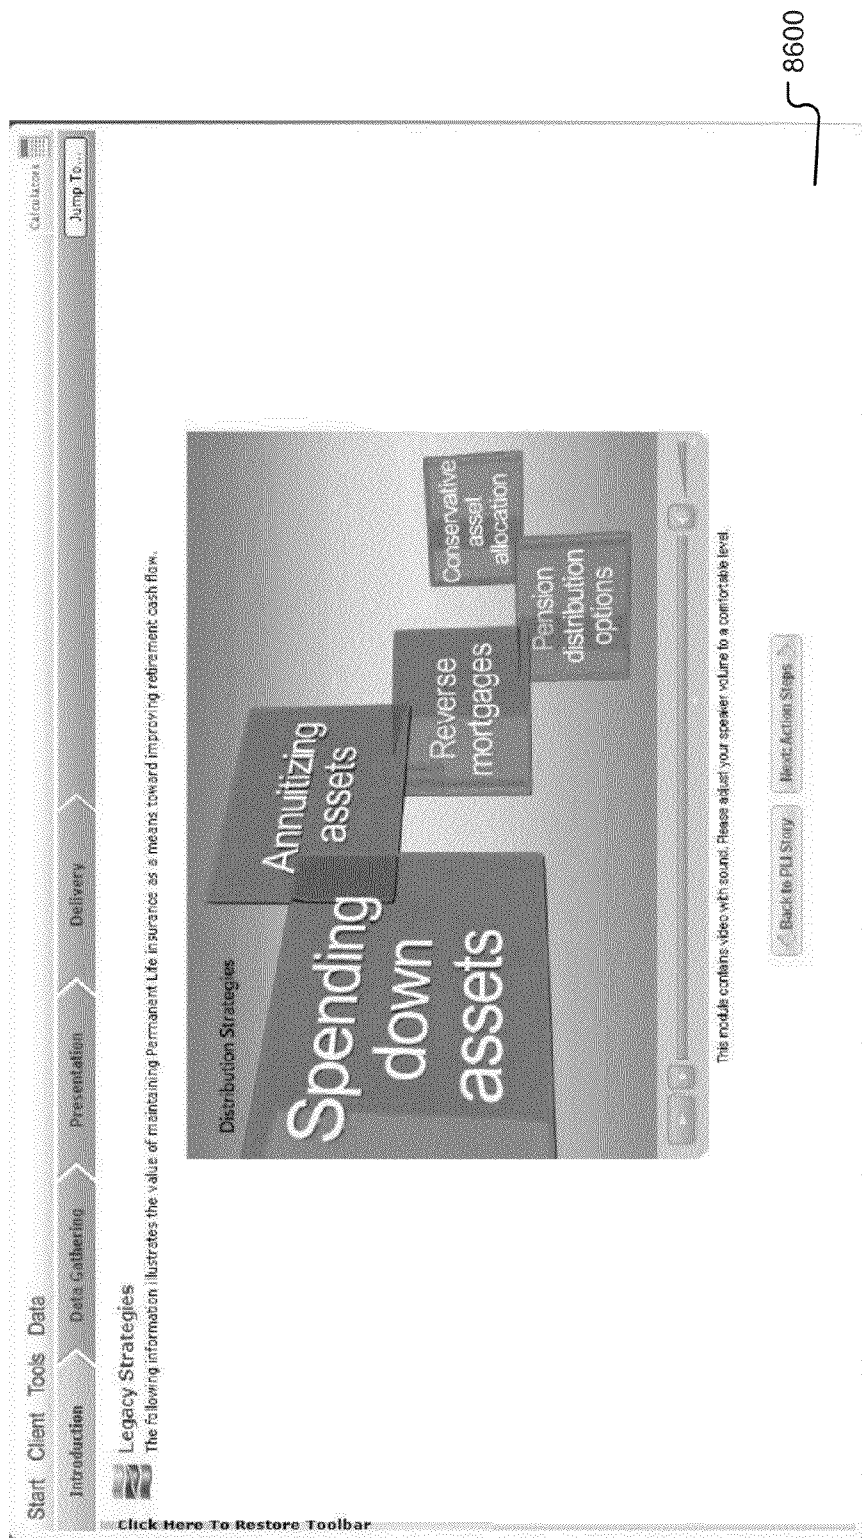 8600
Start Client Tools Data
Calculators
Introduction
Data Gathering
Presentation
Delivery
Jump To...
Legacy Strategies
The following information illustrates the value of maintaining Permanent Life insurance as a means toward improving retirement cash flow.
Distribution Strategies
Spending
down
assets
Annuitizing
assets
Reverse
mortgages
Conservative
asset
allocation
Pension
distribution
options
This module contains video with sound. Please adjust your speaker volume to a comfortable level.
Back to PLI Story
Next: Action Steps
Click Here To Restore Toolbar